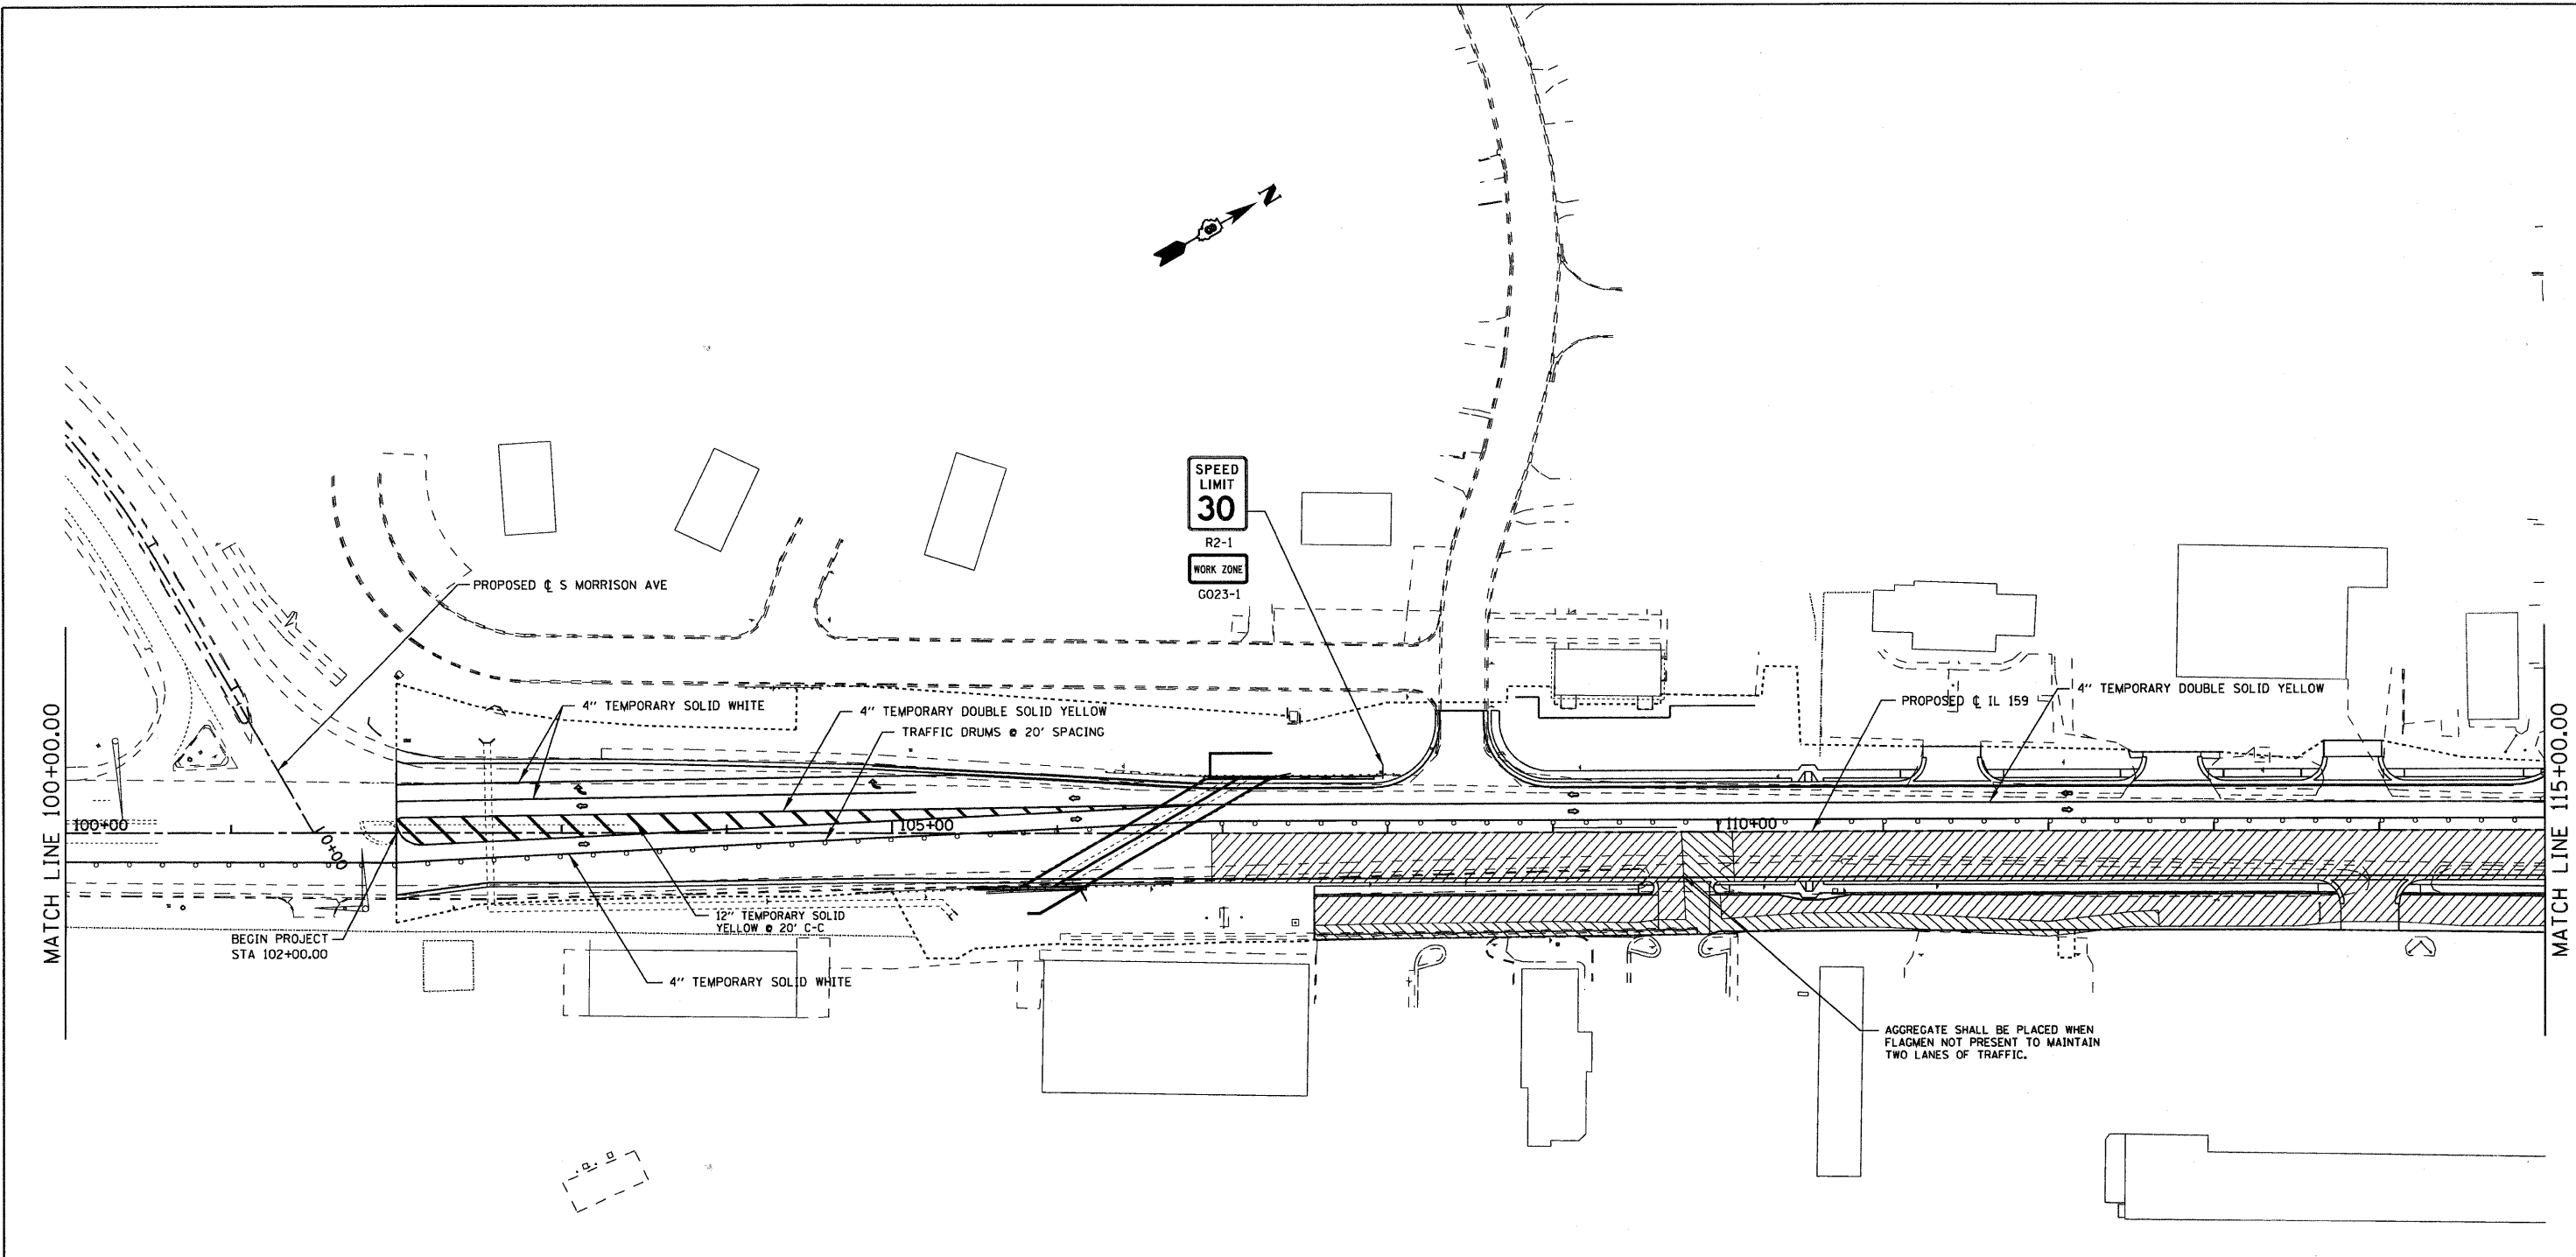 N
SPEED
LIMIT
30
R2-1
WORK ZONE
G023-1
PROPOSED ℄ S MORRISON AVE
4" TEMPORARY SOLID WHITE
4" TEMPORARY DOUBLE SOLID YELLOW
TRAFFIC DRUMS @ 20' SPACING
PROPOSED ℄ IL 159
4" TEMPORARY DOUBLE SOLID YELLOW
MATCH LINE 100+00.00
100+00
10+00
105+00
110+00
MATCH LINE 115+00.00
BEGIN PROJECT
STA 102+00.00
12" TEMPORARY SOLID
YELLOW @ 20' C-C
4" TEMPORARY SOLID WHITE
AGGREGATE SHALL BE PLACED WHEN
FLAGMEN NOT PRESENT TO MAINTAIN
TWO LANES OF TRAFFIC.